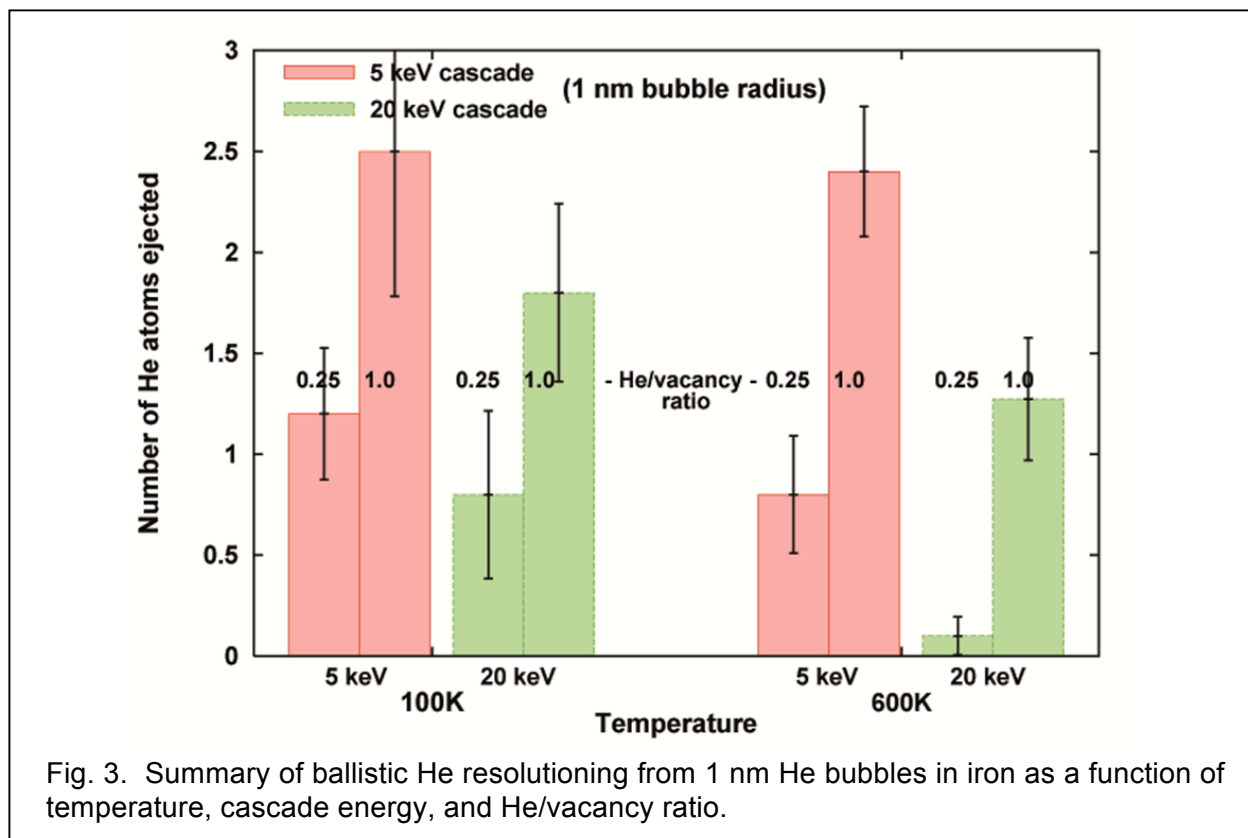 3
5 keV cascade
(1 nm bubble radius)
20 keV cascade
2.5
Number of He atoms ejected
2
1.5
0.25 1.0 0.25 1.0 - He/vacancy - 0.25 1.0 0.25 1.0
ratio
1
0.5
0
5 keV 20 keV 5 keV 20 keV
100K 600K
Temperature
Fig. 3. Summary of ballistic He resolutioning from 1 nm He bubbles in iron as a function of
temperature, cascade energy, and He/vacancy ratio.